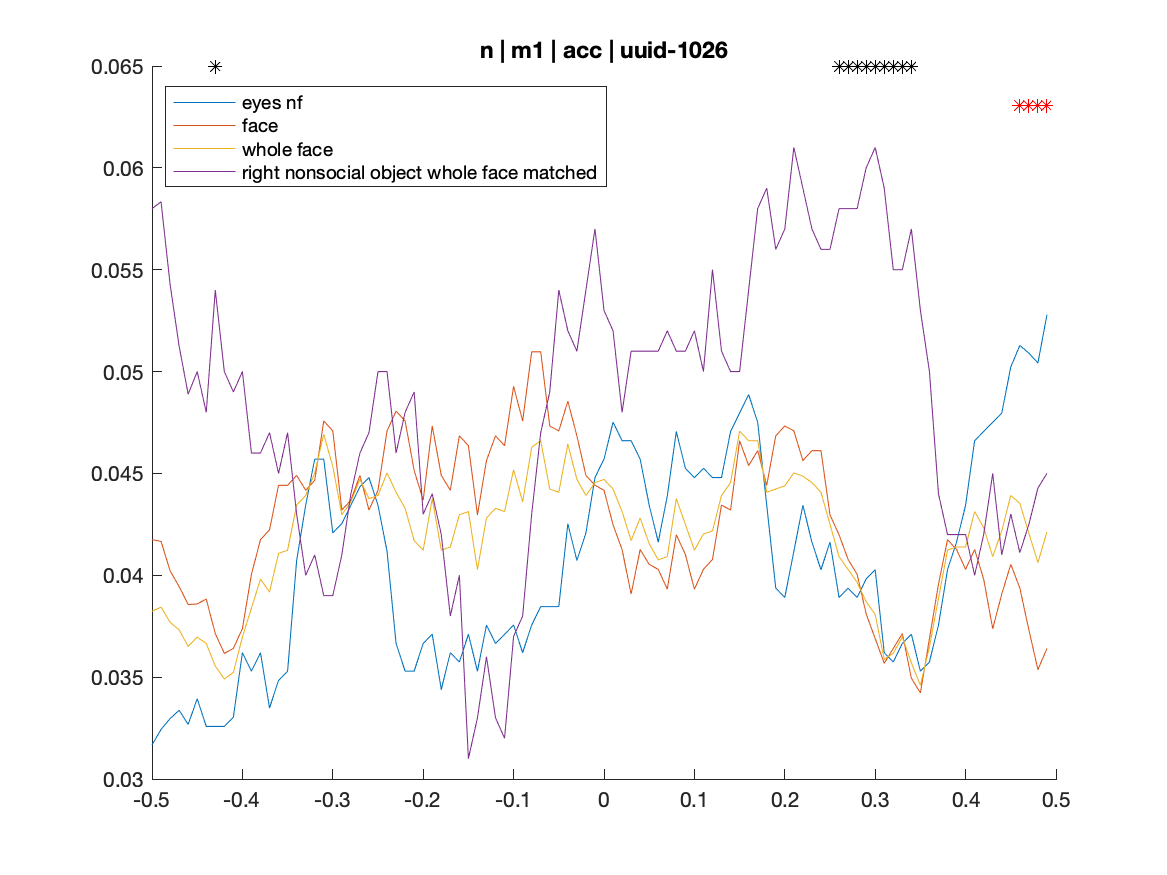 n | m1 | acc | uuid-1026
0.065
0.06
0.055
0.05
0.045
0.04
0.035
0.03
eyes nf
face
whole face
right nonsocial object whole face matched
-0.5 -0.4 -0.3 -0.2 -0.1 0 0.1 0.2 0.3 0.4 0.5